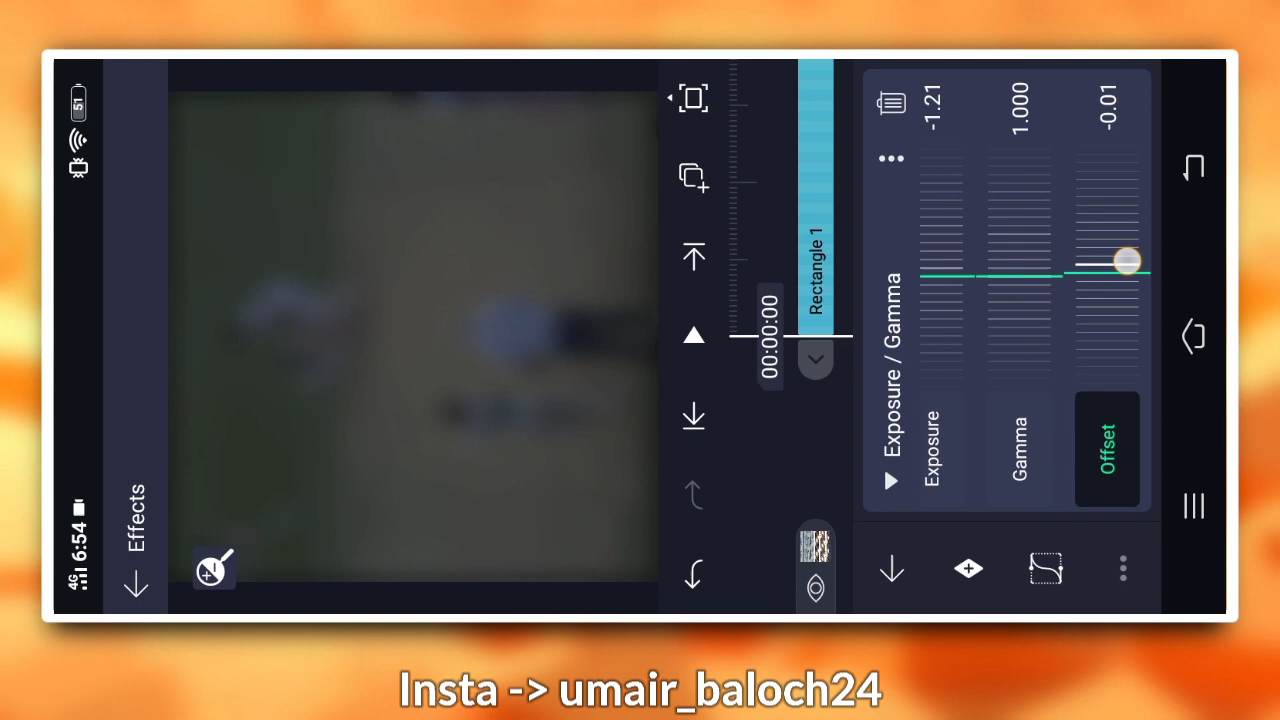 4G 6:54 51
Effects
00:00:00
Rectangle 1
Exposure / Gamma
Exposure -1.21
Gamma 1.000
Offset -0.01
Insta -> umair_baloch24